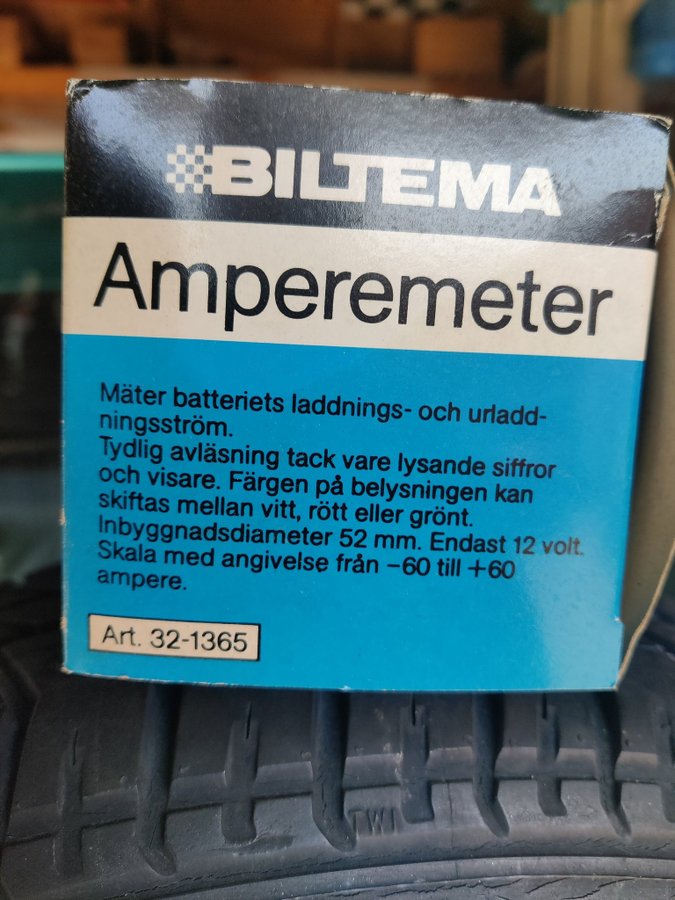 BILTEMA
Amperemeter
Mäter batteriets laddnings- och urladd-
ningsström.
Tydlig avläsning tack vare lysande siffror
och visare. Färgen på belysningen kan
skiftas mellan vitt, rött eller grönt.
Inbyggnadsdiameter 52 mm. Endast 12 volt.
Skala med angivelse från −60 till +60
ampere.
Art. 32-1365
TWI